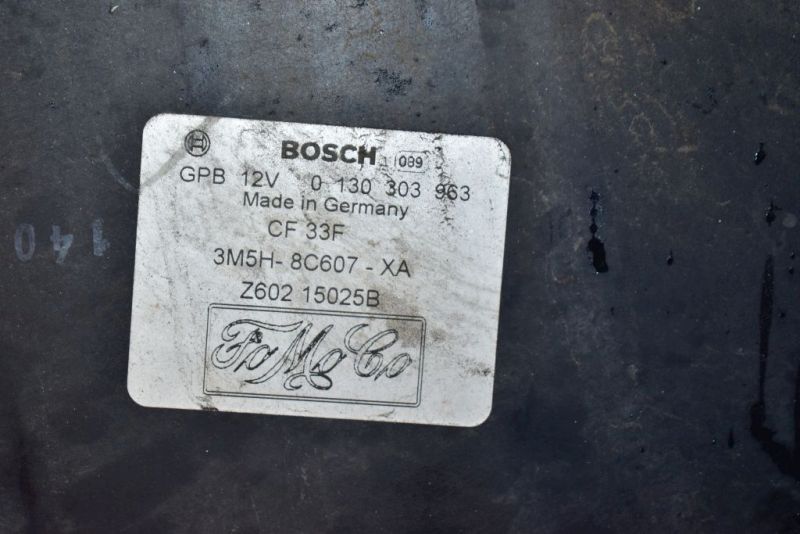 BOSCH 089
GPB 12V 0 130 303 963
Made in Germany
CF 33F
3M5H- 8C607 - XA
Z602 15025B
FoMoCo
140